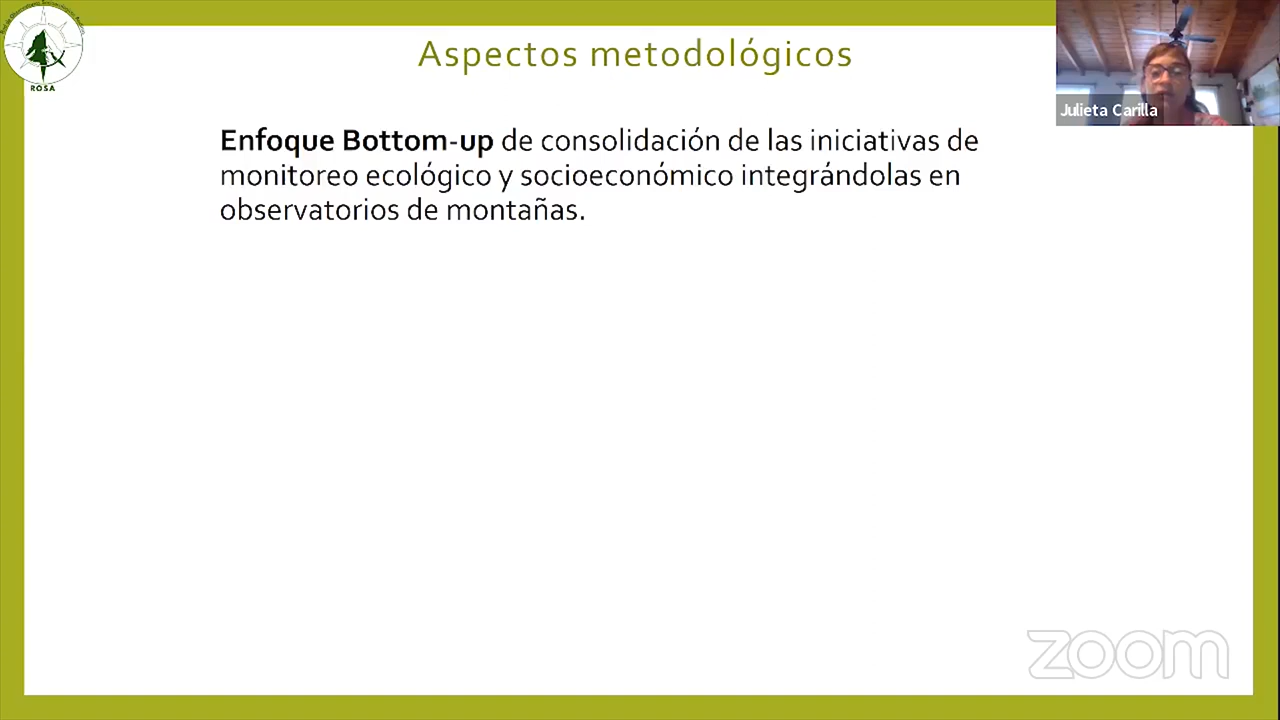 Aspectos metodológicos
Julieta Carilla
ROSA
Enfoque Bottom-up de consolidación de las iniciativas de
monitoreo ecológico y socioeconómico integrándolas en
observatorios de montañas.
zoom